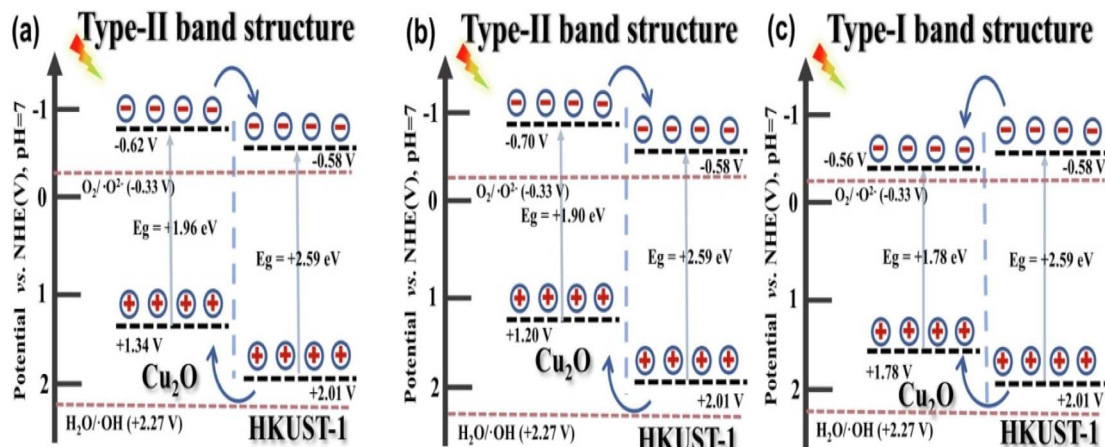 (a) Type-II band structure
Potential vs. NHE(V), pH=7
-1
0
1
2
-0.62 V
-0.58 V
O₂/·O²⁻ (-0.33 V)
Eg = +1.96 eV
Eg = +2.59 eV
+1.34 V
Cu₂O
+2.01 V
H₂O/·OH (+2.27 V)
HKUST-1
(b) Type-II band structure
Potential vs. NHE(V), pH=7
-1
0
1
2
-0.70 V
-0.58 V
O₂/·O²⁻ (-0.33 V)
Eg = +1.90 eV
Eg = +2.59 eV
+1.20 V
Cu₂O
+2.01 V
H₂O/·OH (+2.27 V)
HKUST-1
(c) Type-I band structure
Potential vs. NHE(V), pH=7
-1
0
1
2
-0.56 V
-0.58 V
O₂/·O²⁻ (-0.33 V)
Eg = +1.78 eV
Eg = +2.59 eV
+1.78 V
Cu₂O
+2.01 V
H₂O/·OH (+2.27 V)
HKUST-1